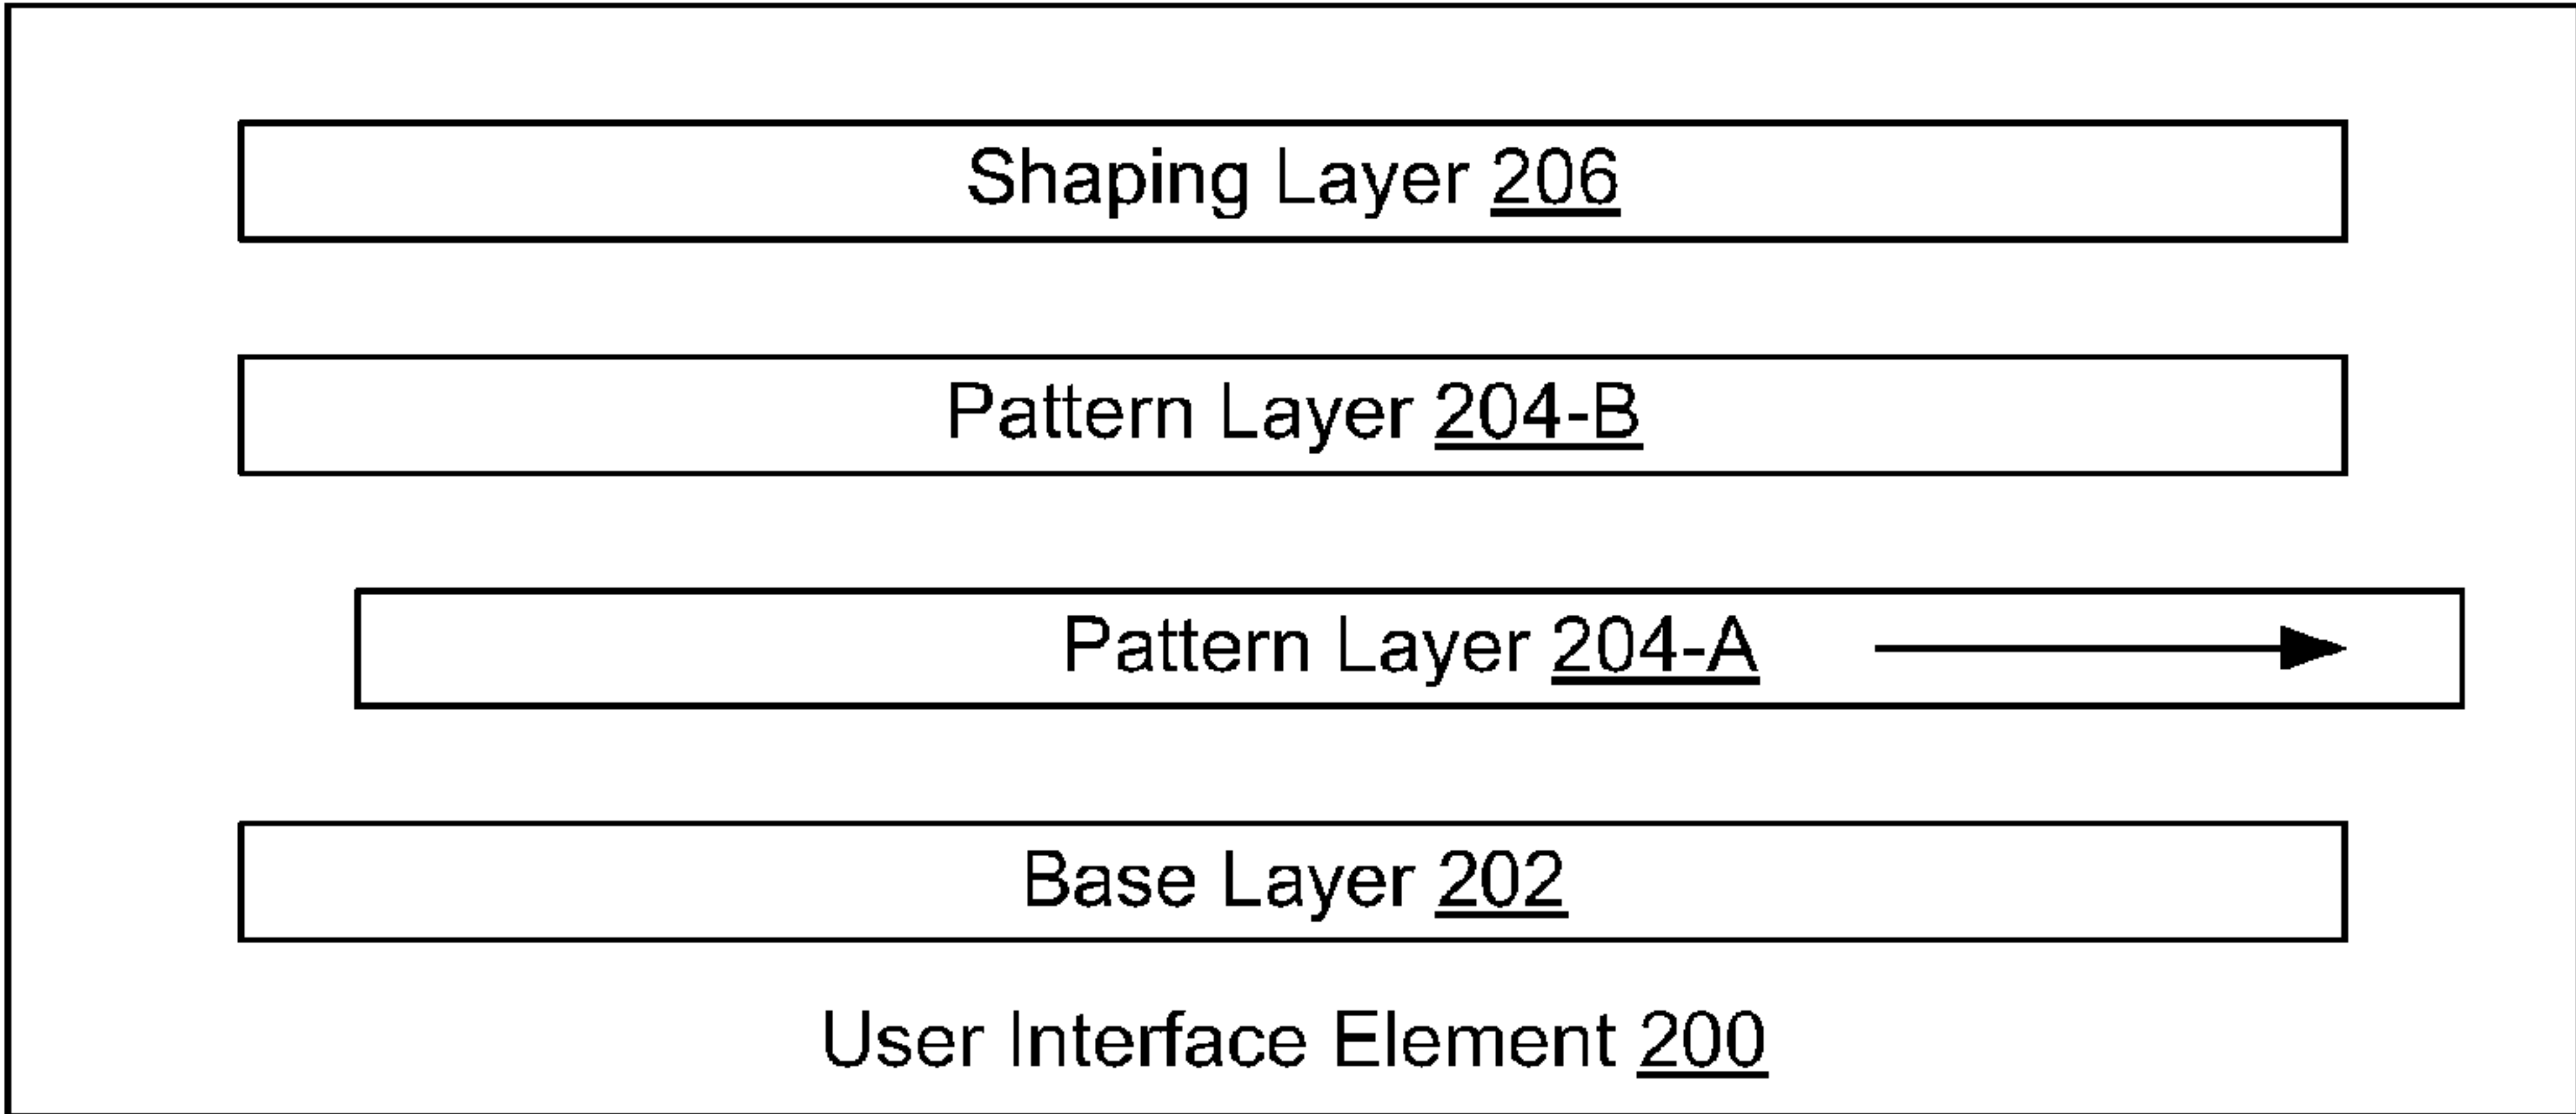 Shaping Layer 206
Pattern Layer 204-B
Pattern Layer 204-A
Base Layer 202
User Interface Element 200